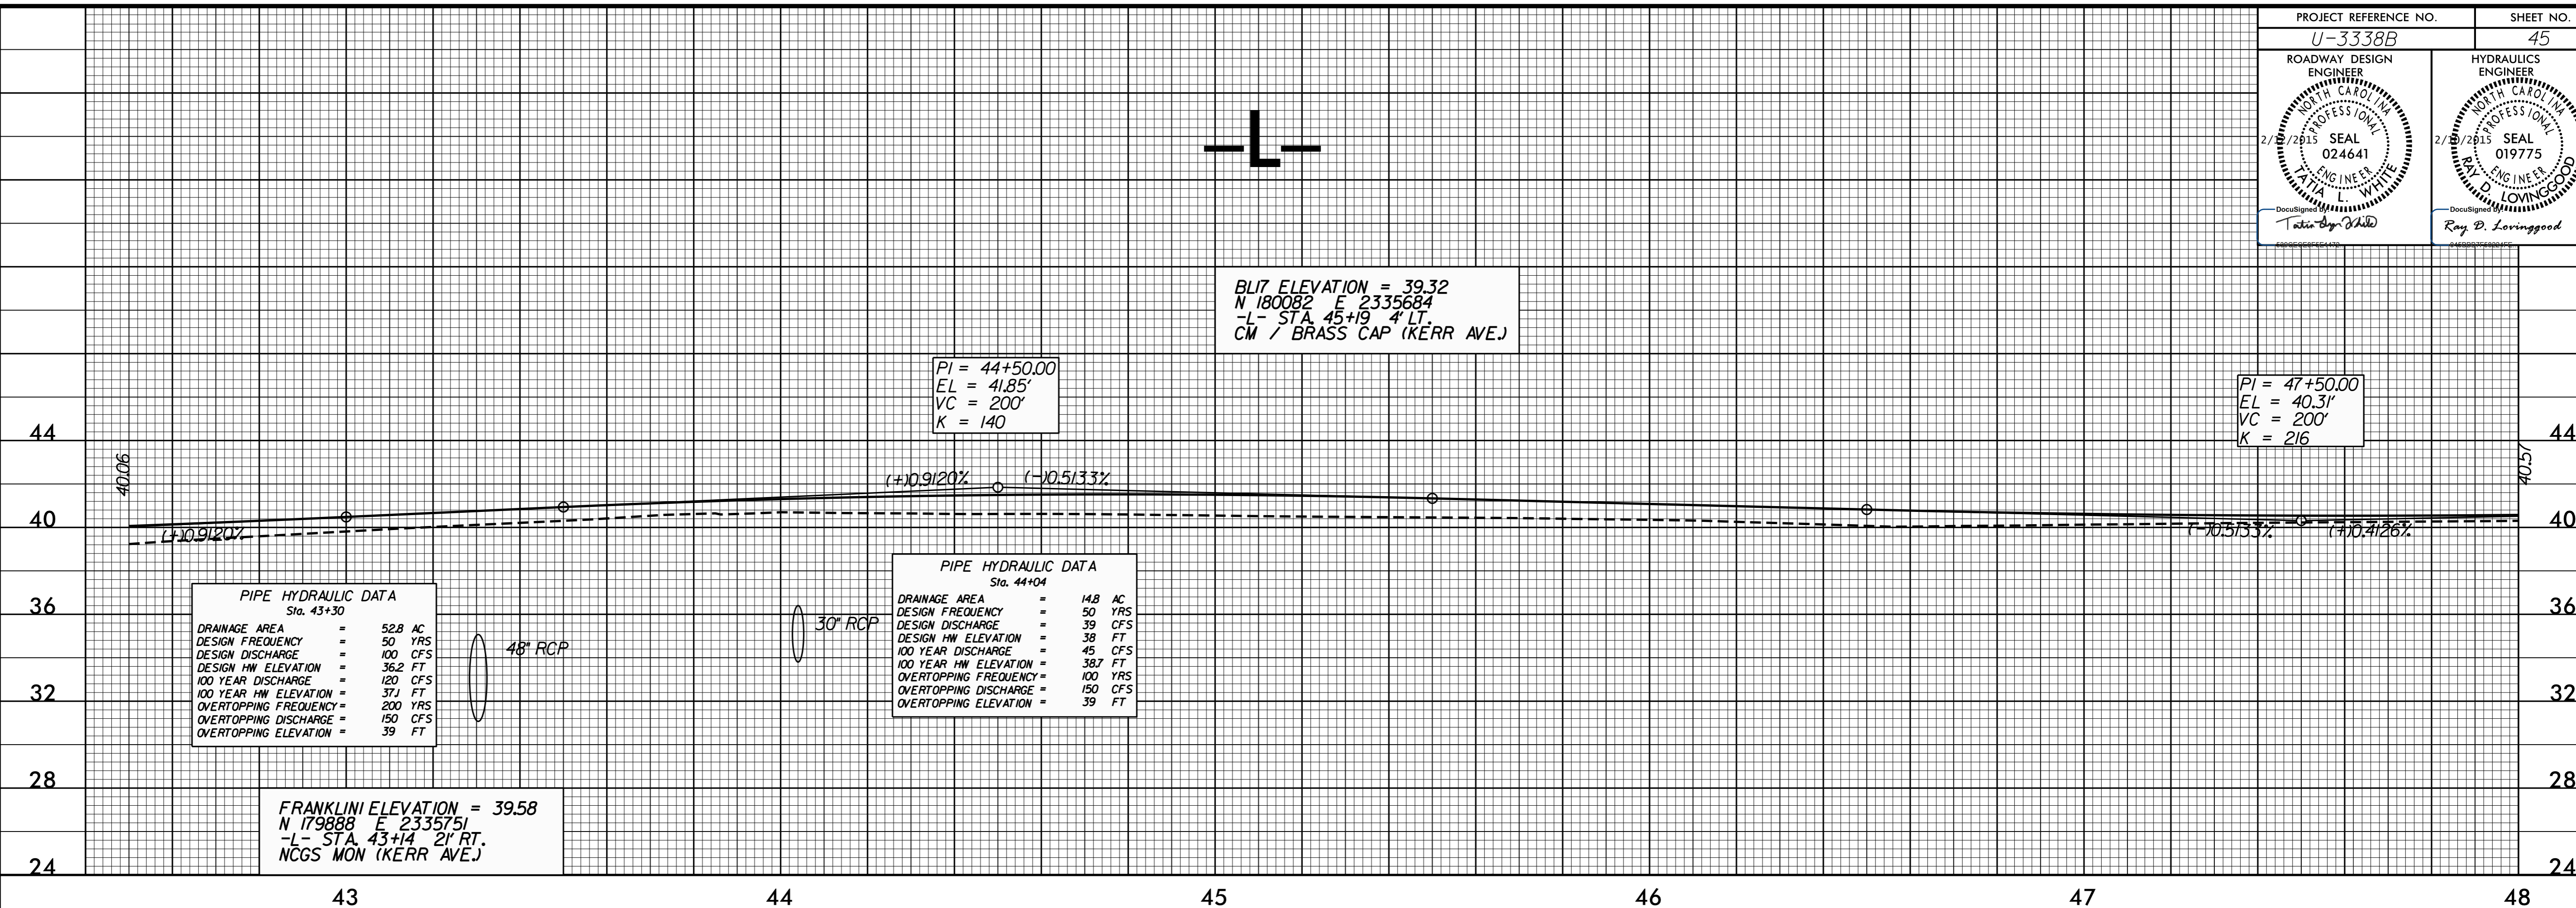 PROJECT REFERENCE NO. SHEET NO.
U-3338B 45
ROADWAY DESIGN
ENGINEER
HYDRAULICS
ENGINEER
NORTH CAROLINA
PROFESSIONAL
SEAL
024641
ENGINEER
TATIA L. WHITE
DocuSigned by:
NORTH CAROLINA
PROFESSIONAL
SEAL
019775
ENGINEER
RAY D. LOVINGGOOD
DocuSigned by:
Ray D. Lovinggood
-L-
BL17 ELEVATION = 39.32
N 180082 E 2335684
-L- STA. 45+19 4' LT.
CM / BRASS CAP (KERR AVE.)
PI = 44+50.00
EL = 41.85'
VC = 200'
K = 140
PI = 47+50.00
EL = 40.31'
VC = 200'
K = 216
44 44
40.06
40.57
(+)0.9120% (-)0.5133%
40 40
(+)0.9120% (-)0.5133% (+)0.4126%
PIPE HYDRAULIC DATA
Sta. 43+30
DRAINAGE AREA = 52.8 AC
DESIGN FREQUENCY = 50 YRS
DESIGN DISCHARGE = 100 CFS
DESIGN HW ELEVATION = 36.2 FT
100 YEAR DISCHARGE = 120 CFS
100 YEAR HW ELEVATION = 37.1 FT
OVERTOPPING FREQUENCY = 200 YRS
OVERTOPPING DISCHARGE = 150 CFS
OVERTOPPING ELEVATION = 39 FT
48" RCP
30" RCP
PIPE HYDRAULIC DATA
Sta. 44+04
DRAINAGE AREA = 14.8 AC
DESIGN FREQUENCY = 50 YRS
DESIGN DISCHARGE = 39 CFS
DESIGN HW ELEVATION = 38 FT
100 YEAR DISCHARGE = 45 CFS
100 YEAR HW ELEVATION = 38.7 FT
OVERTOPPING FREQUENCY = 100 YRS
OVERTOPPING DISCHARGE = 150 CFS
OVERTOPPING ELEVATION = 39 FT
36 36
32 32
28 28
FRANKLIN1 ELEVATION = 39.58
N 179888 E 2335751
-L- STA. 43+14 21' RT.
NCGS MON (KERR AVE.)
24 24
43 44 45 46 47 48